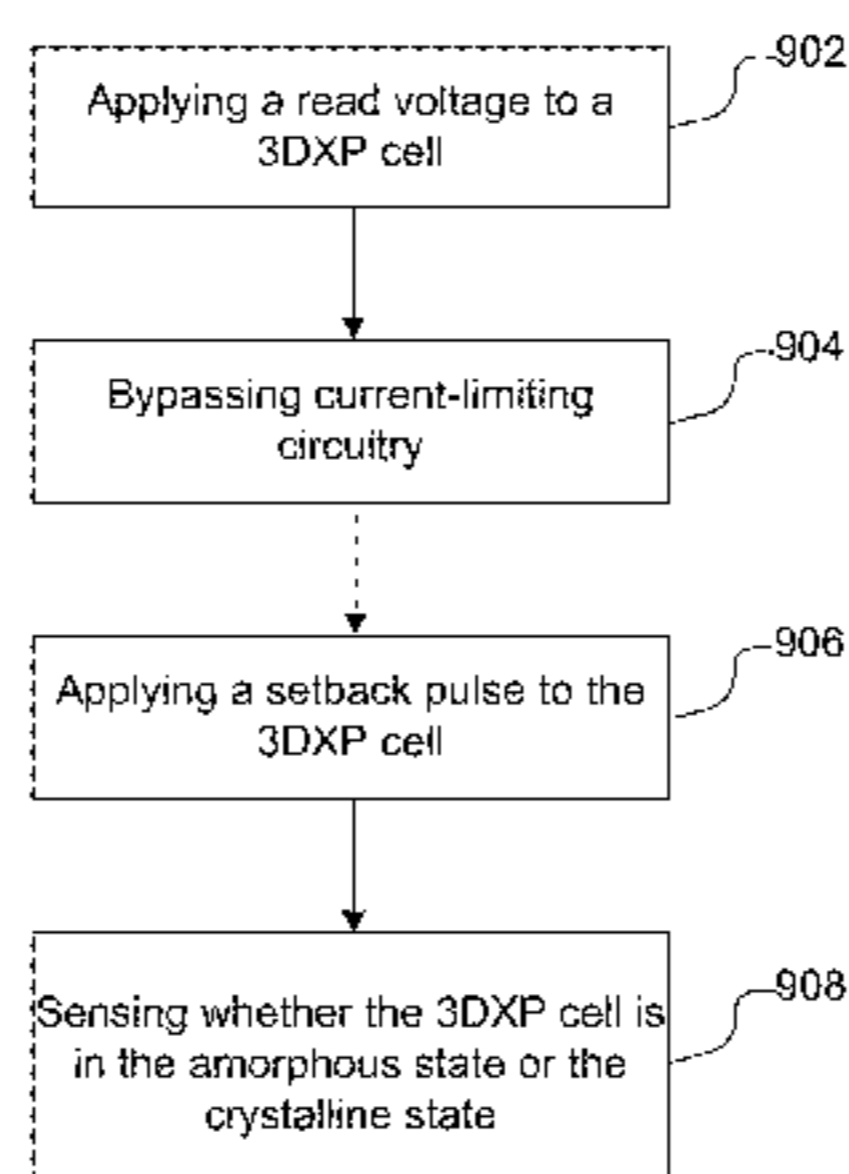 902
Applying a read voltage to a
3DXP cell
904
Bypassing current-limiting
circuitry
906
Applying a setback pulse to the
3DXP cell
908
Sensing whether the 3DXP cell is
in the amorphous state or the
crystalline state